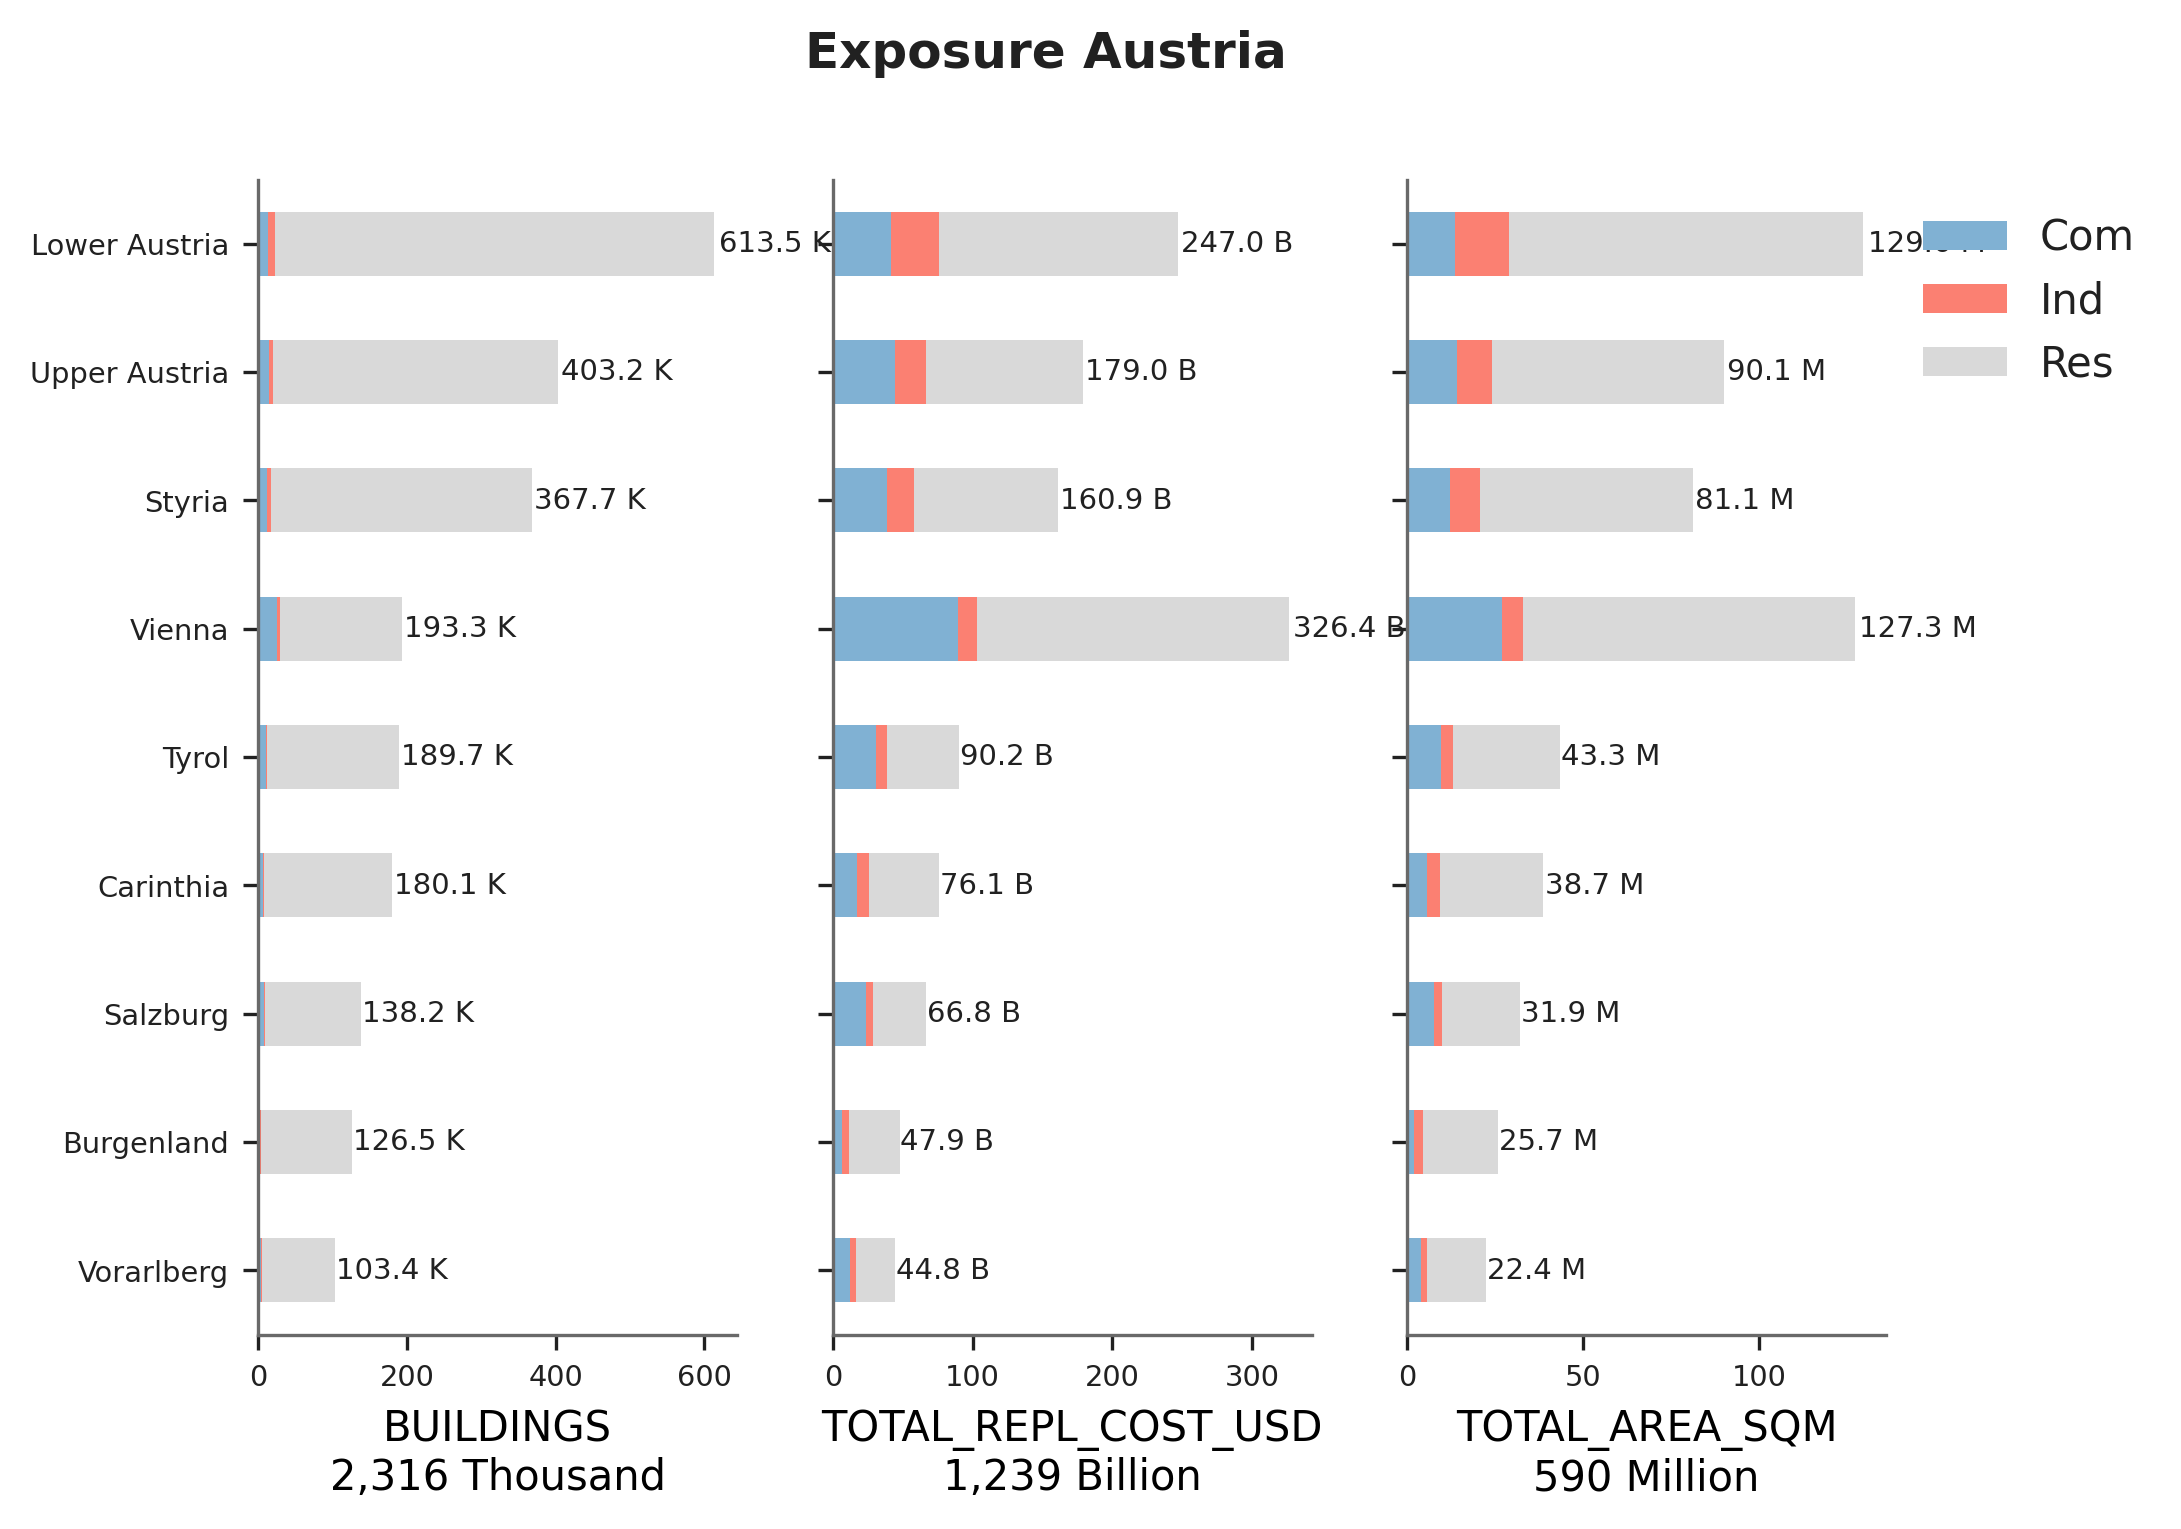 Exposure Austria
Lower Austria 613.5 K 247.0 B Com
Upper Austria 403.2 K 179.0 B 90.1 M Ind
Res
Styria 367.7 K 160.9 B 81.1 M
Vienna 193.3 K 326.4 B 127.3 M
Tyrol 189.7 K 90.2 B 43.3 M
Carinthia 180.1 K 76.1 B 38.7 M
Salzburg 138.2 K 66.8 B 31.9 M
Burgenland 126.5 K 47.9 B 25.7 M
Vorarlberg 103.4 K 44.8 B 22.4 M
0 200 400 600 0 100 200 300 0 50 100
BUILDINGS TOTAL_REPL_COST_USD TOTAL_AREA_SQM
2,316 Thousand 1,239 Billion 590 Million